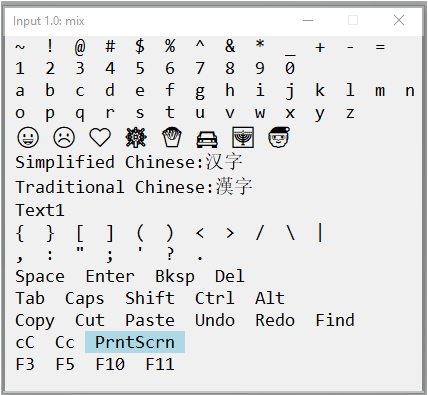 Input 1.0: mix
~ ! @ # $ % ^ & * _ + - =
1 2 3 4 5 6 7 8 9 0
a b c d e f g h i j k l m n
o p q r s t u v w x y z
😀 ☹ ♡ ☸ 🍟 🚘 🕎 🎅
Simplified Chinese:汉字
Traditional Chinese:漢字
Text1
{ } [ ] ( ) < > / \ |
, : " ; ' ? .
Space Enter Bksp Del
Tab Caps Shift Ctrl Alt
Copy Cut Paste Undo Redo Find
cC Cc PrntScrn
F3 F5 F10 F11